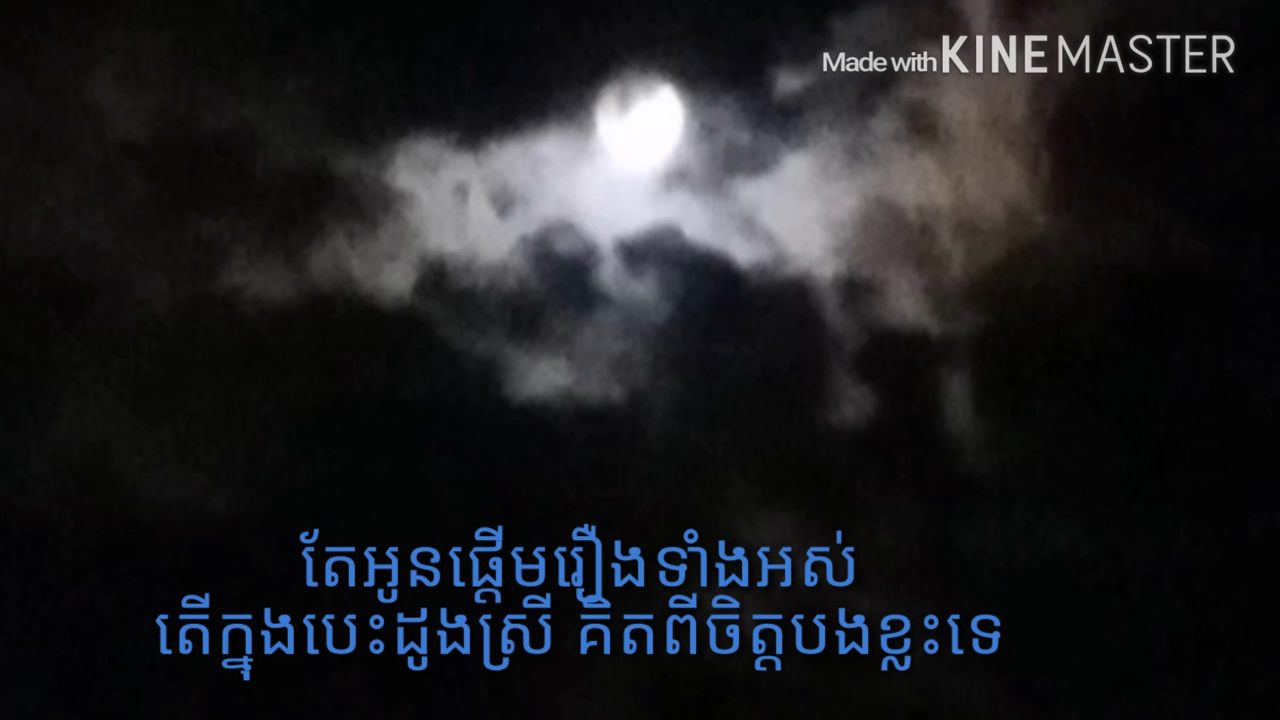 Made with KINEMASTER
តែអូនផ្ដើមរឿងទាំងអស់
តើក្នុងបេះដូងស្រី គិតពីចិត្តបងខ្លះទេ